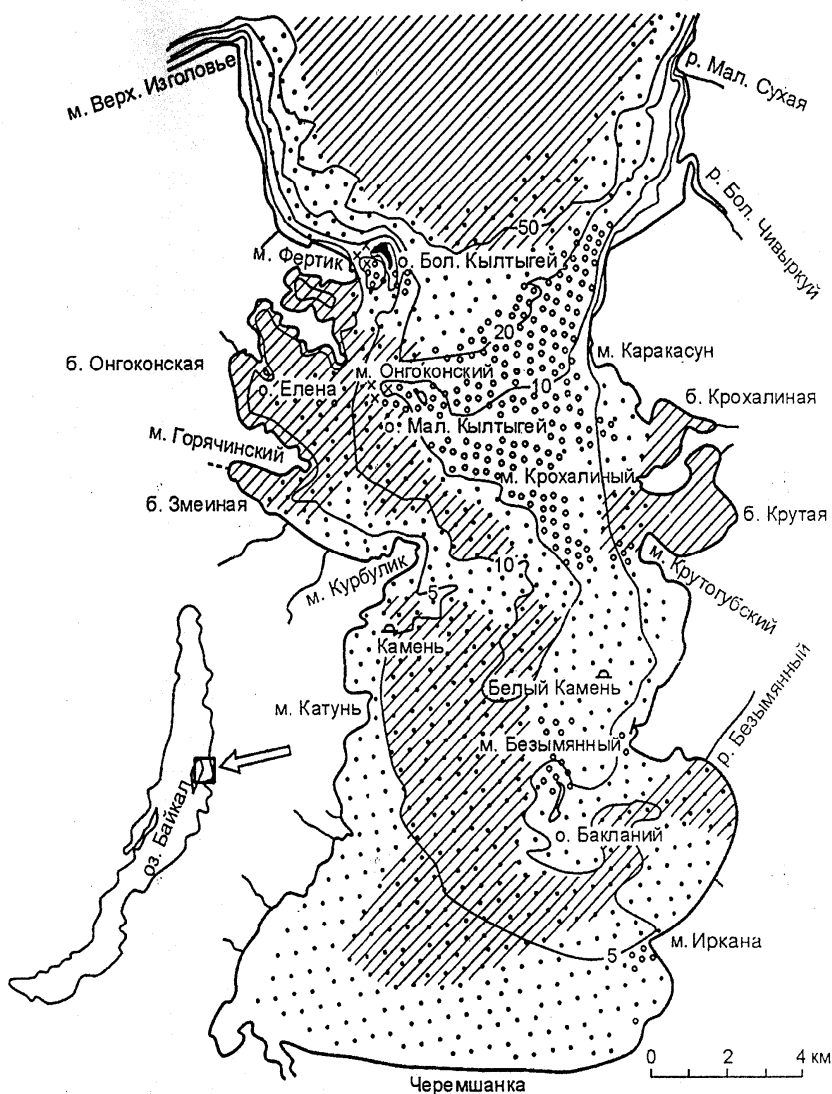 м. Верх. Изголовье
р. Мал. Сухая
р. Бол. Чивыркуй
50
м. Фертик
о. Бол. Кылтыгей
20
м. Каракасун
б. Онгоконская
м. Онгоконский
о. Елена
10
б. Крохалиная
о. Мал. Кылтыгей
м. Горячинский
м. Крохалиный
б. Змеиная
б. Крутая
10
м. Курбулик
5
м. Крутогубский
Камень
Белый Камень
м. Катунь
р. Безымянный
м. Безымянный
оз. Байкал
о. Бакланий
5
м. Иркана
0 2 4 км
Черемшанка